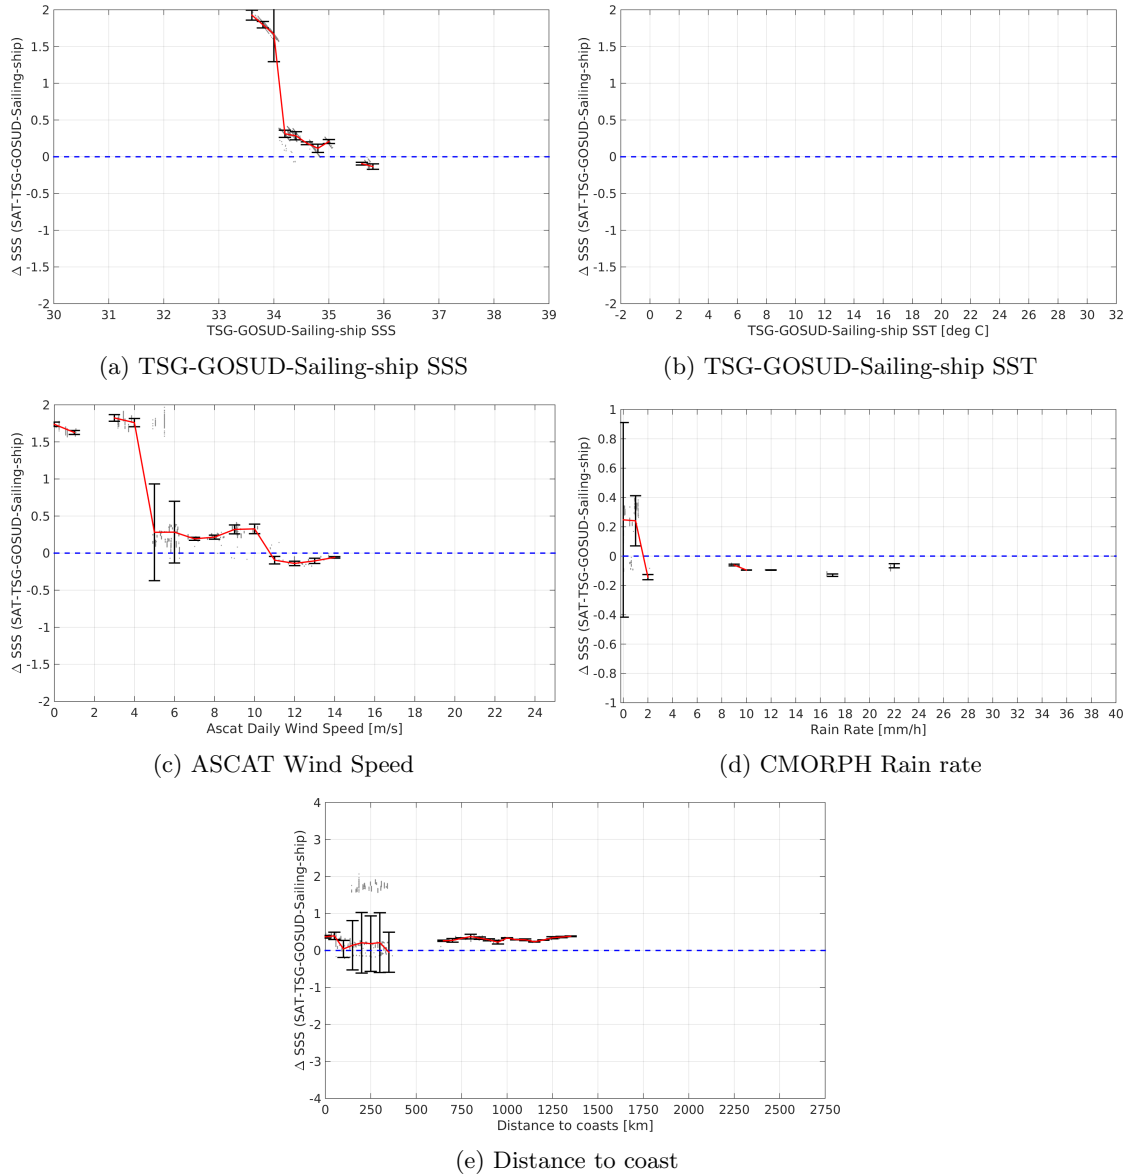 2
1.5
1
0.5
0
-0.5
-1
-1.5
-2
Δ SSS (SAT-TSG-GOSUD-Sailing-ship)
30 31 32 33 34 35 36 37 38 39
TSG-GOSUD-Sailing-ship SSS
(a) TSG-GOSUD-Sailing-ship SSS
2
1.5
1
0.5
0
-0.5
-1
-1.5
-2
Δ SSS (SAT-TSG-GOSUD-Sailing-ship)
-2 0 2 4 6 8 10 12 14 16 18 20 22 24 26 28 30 32
TSG-GOSUD-Sailing-ship SST [deg C]
(b) TSG-GOSUD-Sailing-ship SST
2
1.5
1
0.5
0
-0.5
-1
-1.5
-2
Δ SSS (SAT-TSG-GOSUD-Sailing-ship)
0 2 4 6 8 10 12 14 16 18 20 22 24
Ascat Daily Wind Speed [m/s]
(c) ASCAT Wind Speed
1
0.8
0.6
0.4
0.2
0
-0.2
-0.4
-0.6
-0.8
-1
Δ SSS (SAT-TSG-GOSUD-Sailing-ship)
0 2 4 6 8 10 12 14 16 18 20 22 24 26 28 30 32 34 36 38 40
Rain Rate [mm/h]
(d) CMORPH Rain rate
4
3
2
1
0
-1
-2
-3
-4
Δ SSS (SAT-TSG-GOSUD-Sailing-ship)
0 250 500 750 1000 1250 1500 1750 2000 2250 2500 2750
Distance to coasts [km]
(e) Distance to coast